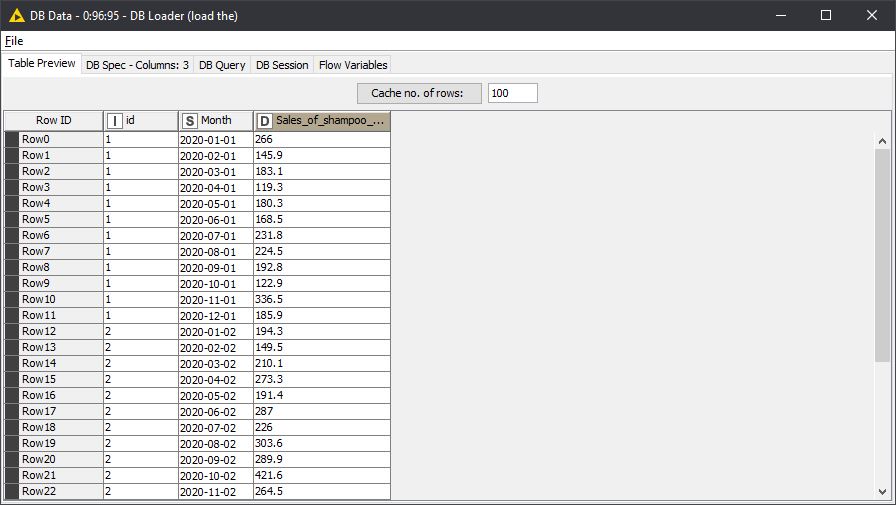 DB Data - 0:96:95 - DB Loader (load the)
File
Table Preview DB Spec - Columns: 3 DB Query DB Session Flow Variables
Cache no. of rows: 100
Row ID I id S Month D Sales_of_shampoo_...
Row0 1 2020-01-01 266
Row1 1 2020-02-01 145.9
Row2 1 2020-03-01 183.1
Row3 1 2020-04-01 119.3
Row4 1 2020-05-01 180.3
Row5 1 2020-06-01 168.5
Row6 1 2020-07-01 231.8
Row7 1 2020-08-01 224.5
Row8 1 2020-09-01 192.8
Row9 1 2020-10-01 122.9
Row10 1 2020-11-01 336.5
Row11 1 2020-12-01 185.9
Row12 2 2020-01-02 194.3
Row13 2 2020-02-02 149.5
Row14 2 2020-03-02 210.1
Row15 2 2020-04-02 273.3
Row16 2 2020-05-02 191.4
Row17 2 2020-06-02 287
Row18 2 2020-07-02 226
Row19 2 2020-08-02 303.6
Row20 2 2020-09-02 289.9
Row21 2 2020-10-02 421.6
Row22 2 2020-11-02 264.5